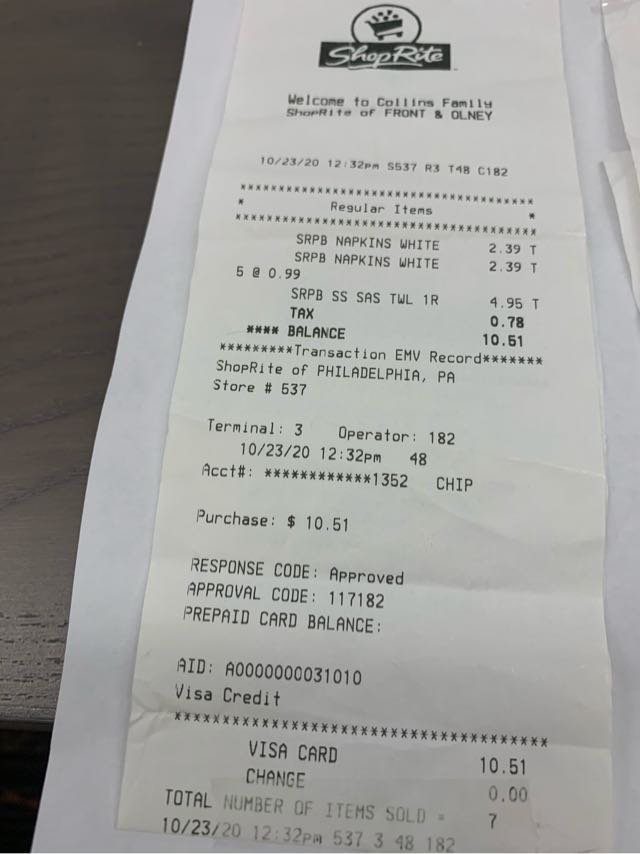 ShopRite
Welcome to Collins Family
ShopRite of FRONT & OLNEY
10/23/20 12:32pm S537 R3 T48 C182
************************************
* Regular Items *
************************************
SRPB NAPKINS WHITE 2.39 T
SRPB NAPKINS WHITE 2.39 T
5 @ 0.99
SRPB SS SAS TWL 1R 4.95 T
TAX 0.78
**** BALANCE 10.51
*********Transaction EMV Record*******
ShopRite of PHILADELPHIA, PA
Store # 537
Terminal: 3 Operator: 182
10/23/20 12:32pm 48
Acct#: ************1352 CHIP
Purchase: $ 10.51
RESPONSE CODE: Approved
APPROVAL CODE: 117182
PREPAID CARD BALANCE:
AID: A0000000031010
Visa Credit
************************************
VISA CARD 10.51
CHANGE 0.00
TOTAL NUMBER OF ITEMS SOLD = 7
10/23/20 12:32pm 537 3 48 182